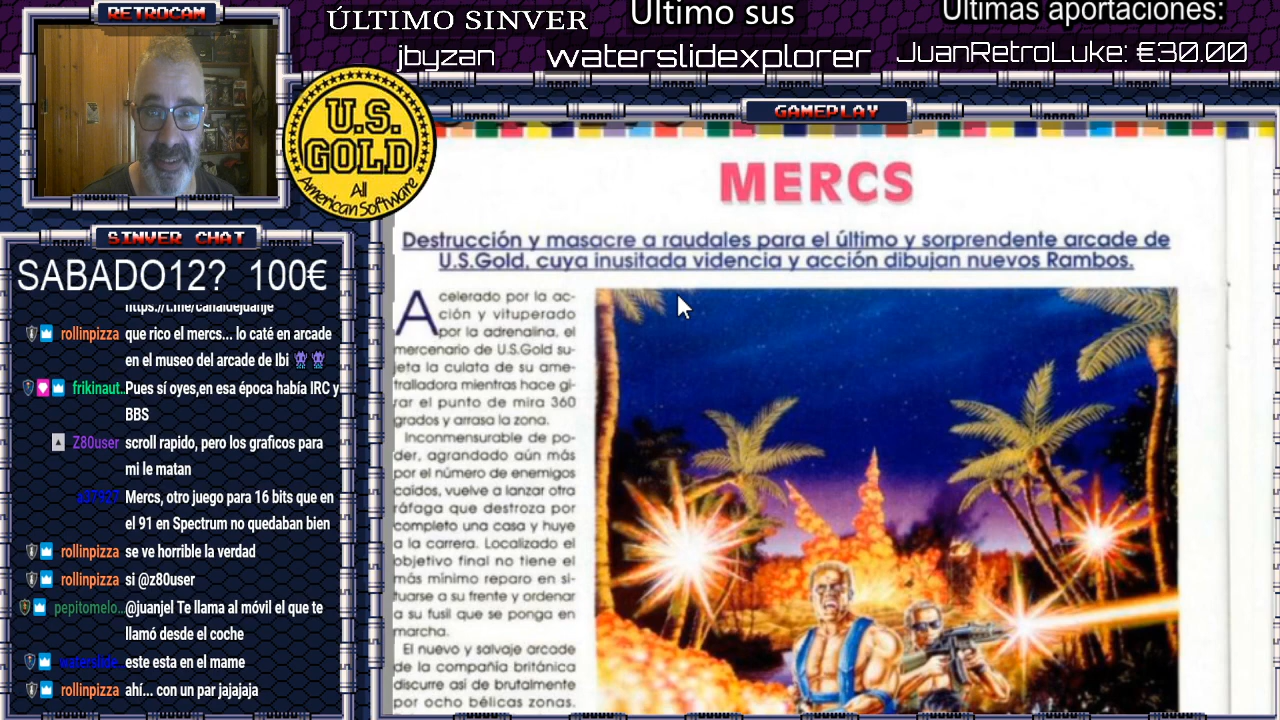 RETROCAM
ÚLTIMO SINVER
jbyzan
Último sus
waterslidexplorer
Últimas aportaciones:
JuanRetroLuke: €30.00
U.S.
GOLD
All
American Software
GAMEPLAY
SINVER CHAT
SABADO12? 100€
https://t.me/canaldejuanje
rollinpizza que rico el mercs... lo caté en arcade
en el museo del arcade de Ibi
frikinaut.. Pues sí oyes,en esa época había IRC y
BBS
Z80user scroll rapido, pero los graficos para
mi le matan
a37927 Mercs, otro juego para 16 bits que en
el 91 en Spectrum no quedaban bien
rollinpizza se ve horrible la verdad
rollinpizza si @z80user
pepitomelo... @juanjel Te llama al móvil el que te
llamó desde el coche
waterslide.. este esta en el mame
rollinpizza ahí... con un par jajajaja
MERCS
Destrucción y masacre a raudales para el último y sorprendente arcade de
U.S.Gold, cuya inusitada videncia y acción dibujan nuevos Rambos.
Acelerado por la ac-
ción y vituperado
por la adrenalina, el
mercenario de U.S.Gold su-
jeta la culata de su ame-
tralladora mientras hace gi-
rar el punto de mira 360
grados y arrasa la zona.
Inconmensurable de po-
der, agrandado aún más
por el número de enemigos
caídos, vuelve a lanzar otra
ráfaga que destroza por
completo una casa y huye
a la carrera. Localizado el
objetivo final no tiene el
más mínimo reparo en si-
tuarse a su frente y ordenar
a su fusil que se ponga en
marcha.
El nuevo y salvaje arcade
de la compañía británica
discurre así de brutalmente
por ocho bélicas zonas.